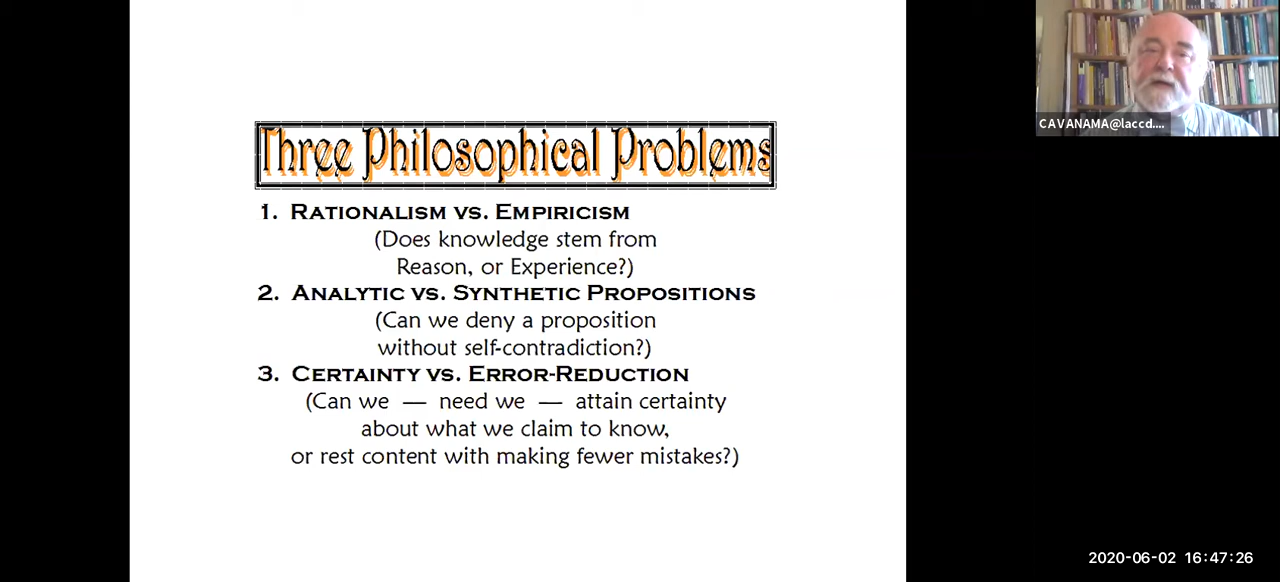 Three Philosophical Problems
1. RATIONALISM VS. EMPIRICISM
(Does knowledge stem from
Reason, or Experience?)
2. ANALYTIC VS. SYNTHETIC PROPOSITIONS
(Can we deny a proposition
without self-contradiction?)
3. CERTAINTY VS. ERROR-REDUCTION
(Can we — need we — attain certainty
about what we claim to know,
or rest content with making fewer mistakes?)
CAVANAMA@laccd....
2020-06-02 16:47:26